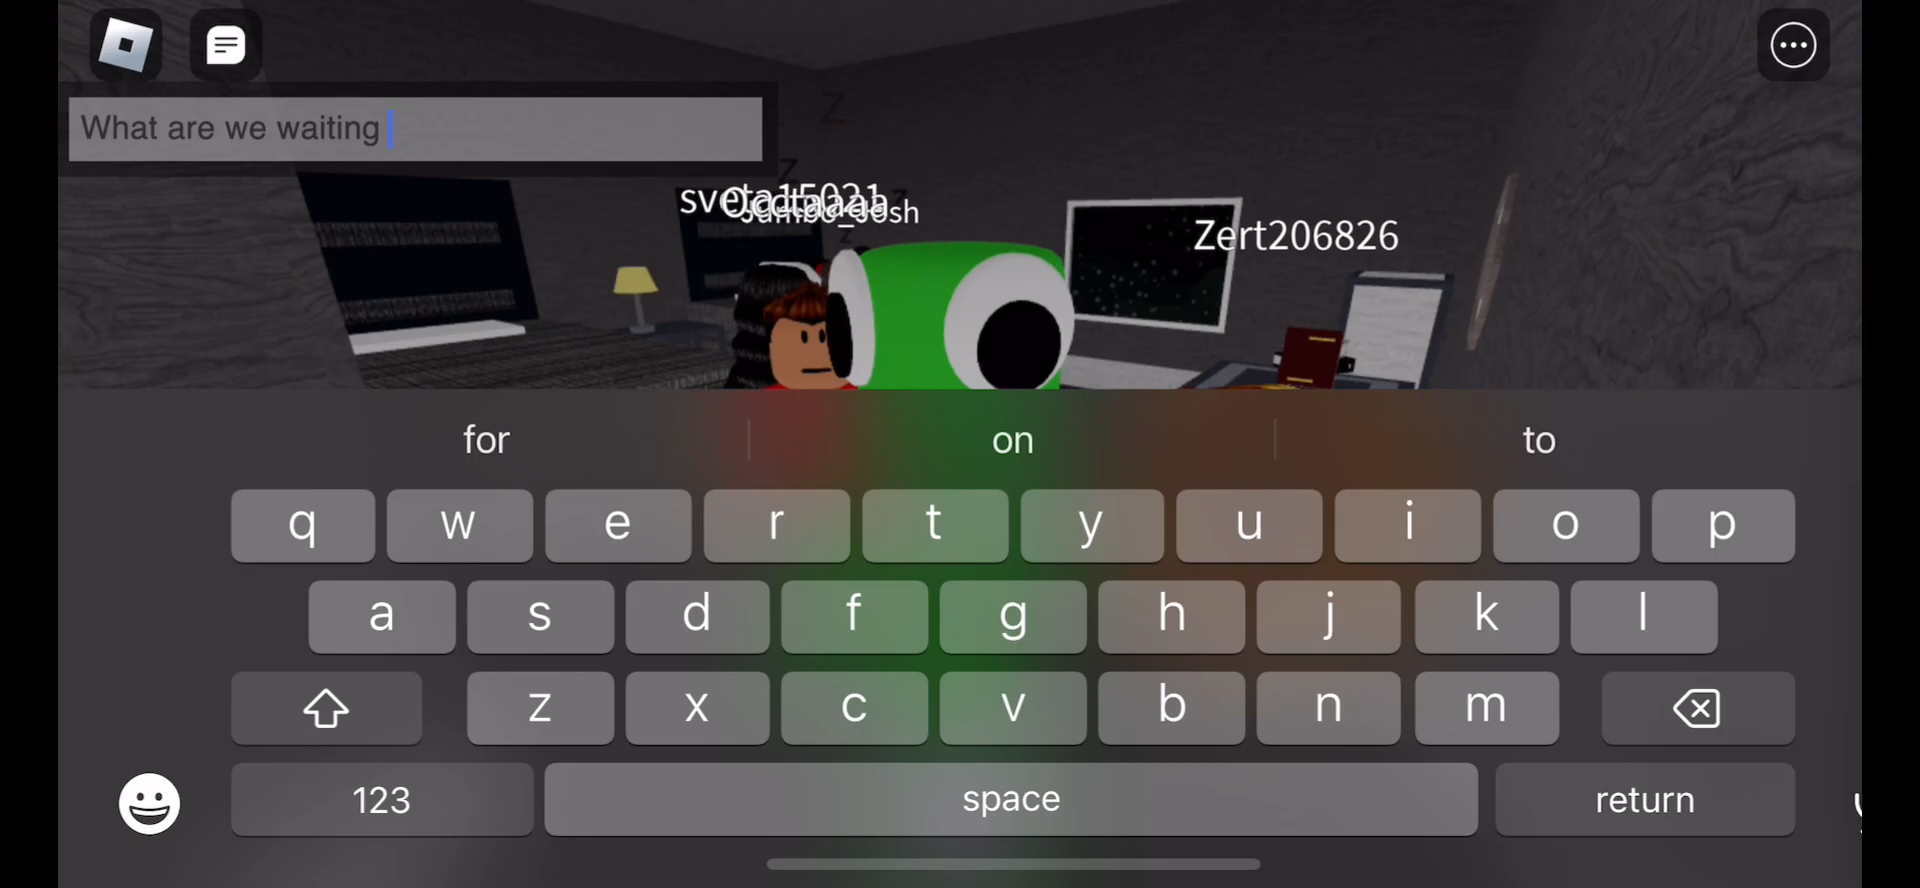 What are we waiting
Z
Z
Z
z
Zert206826
for on to
q w e r t y u i o p
a s d f g h j k l
z x c v b n m
123 space return